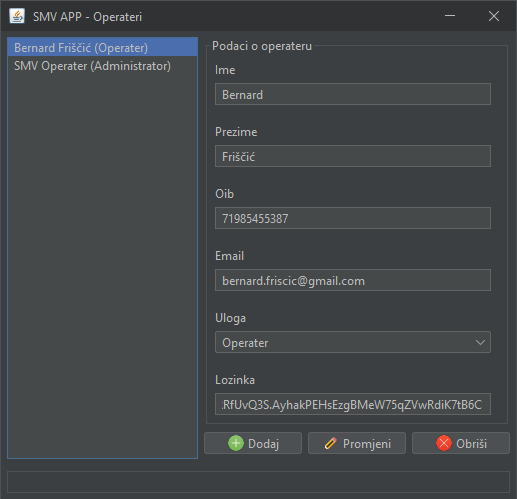 SMV APP - Operateri
Bernard Friščić (Operater)
SMV Operater (Administrator)
Podaci o operateru
Ime
Bernard
Prezime
Friščić
Oib
71985455387
Email
bernard.friscic@gmail.com
Uloga
Operater
Lozinka
.RfUvQ3S.AyhakPEHsEzgBMeW75qZVwRdiK7tB6C
Dodaj
Promjeni
Obriši